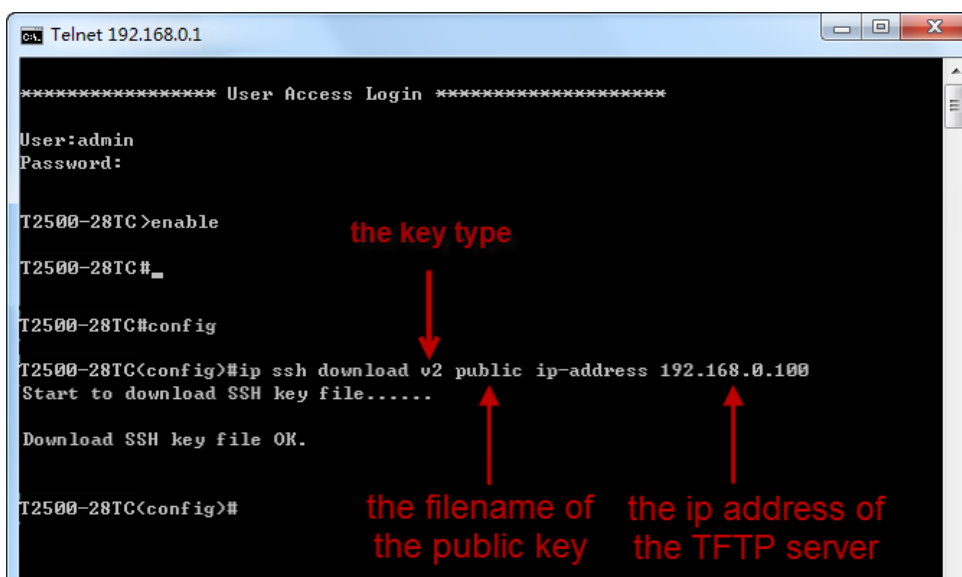 Telnet 192.168.0.1
***************** User Access Login ********************
User:admin
Password:
T2500-28TC>enable
the key type
T2500-28TC#_
T2500-28TC#config
T2500-28TC(config)#ip ssh download v2 public ip-address 192.168.0.100
Start to download SSH key file......
Download SSH key file OK.
T2500-28TC(config)#
the filename of
the public key
the ip address of
the TFTP server